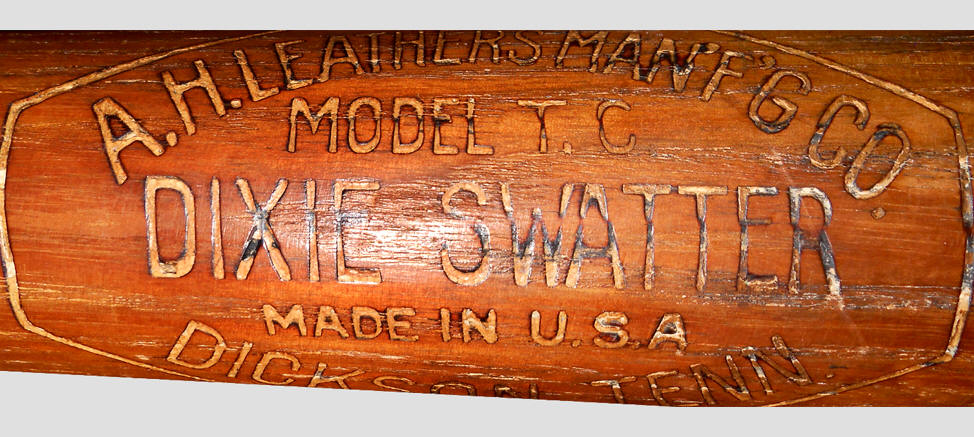 A.H. LEATHERS MAN'F'G CO.
MODEL T.C
DIXIE SWATTER
MADE IN U.S.A
DICKSON TENN.